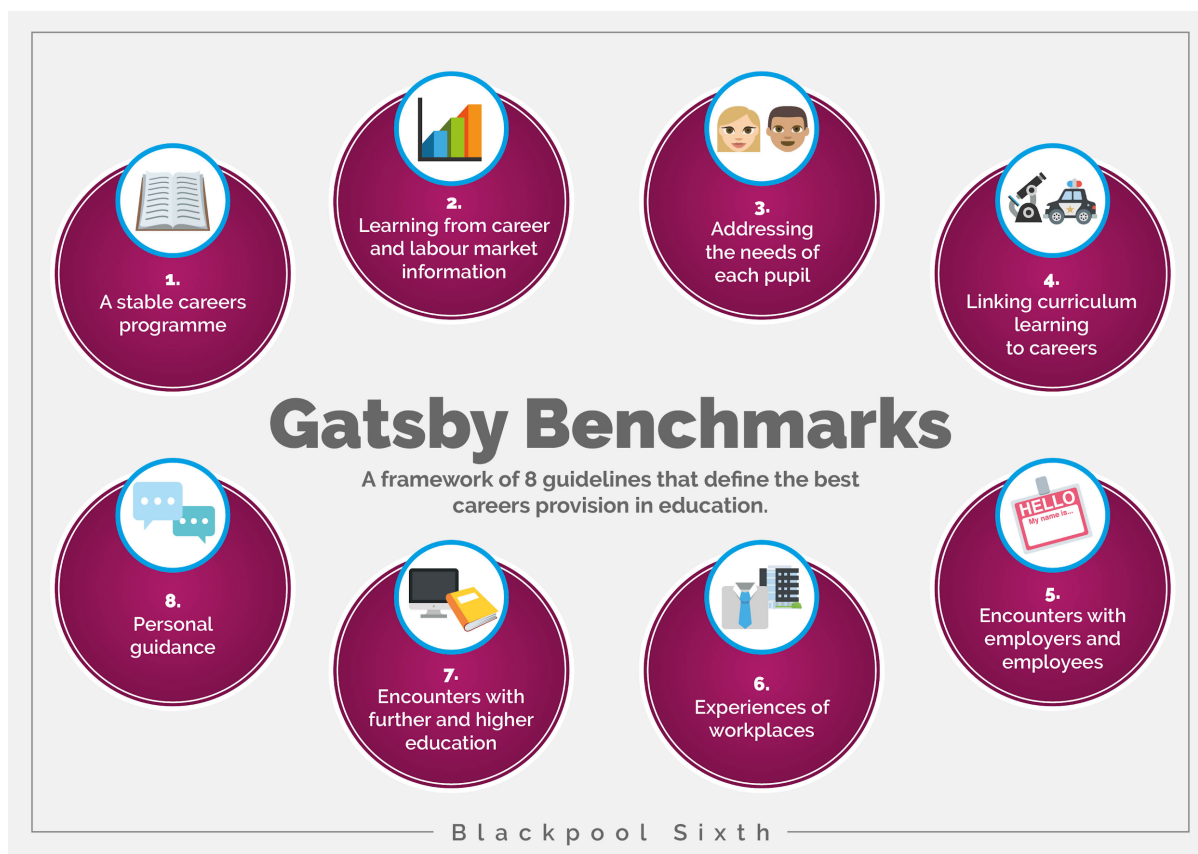 1.
A stable careers
programme
2.
Learning from career
and labour market
information
3.
Addressing
the needs of
each pupil
4.
Linking curriculum
learning
to careers
Gatsby Benchmarks
A framework of 8 guidelines that define the best
careers provision in education.
HELLO
My name is...
5.
Encounters with
employers and
employees
6.
Experiences of
workplaces
7.
Encounters with
further and higher
education
8.
Personal
guidance
Blackpool Sixth